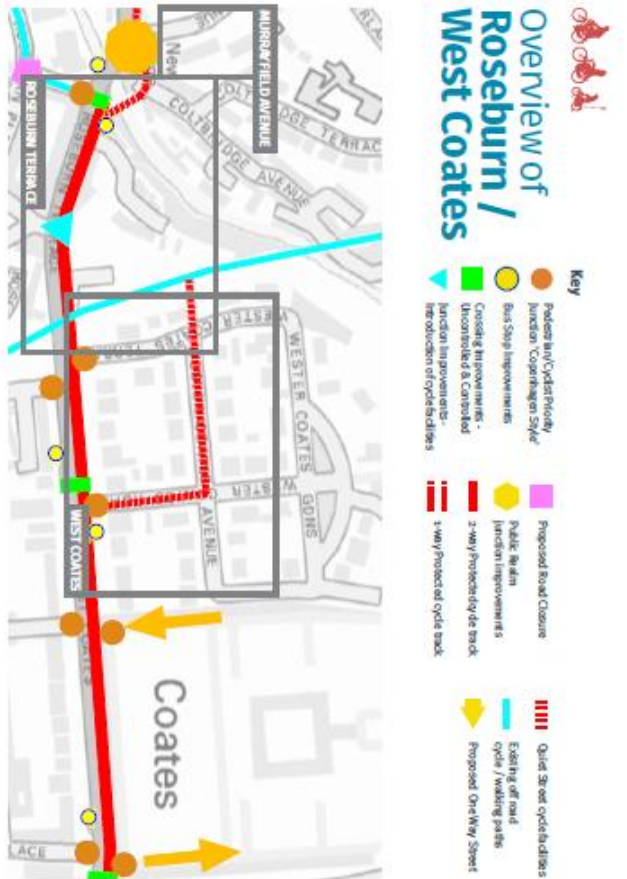 Overview of
Roseburn /
West Coates
Key
Pedestrian/Cyclist Priority
Junction "Copenhagen Style"
Bus Stop Improvements
Crossing Improvements -
Uncontrolled & Controlled
Junction Improvements -
Introduction of cycle facilities
Proposed Road Closure
Public Realm
junction improvements
2-way Protected cycle track
1-way Protected cycle track
Quiet Street cycle facilities
Existing off road
cycle / walking paths
Proposed One Way Street
MURRAYFIELD AVENUE
ROSEBURN TERRACE
WEST COATES
New
COLTBRIDGE AVENUE
WESTER COATES
GDNS
WESTER
AVENUE
Coates
LACE